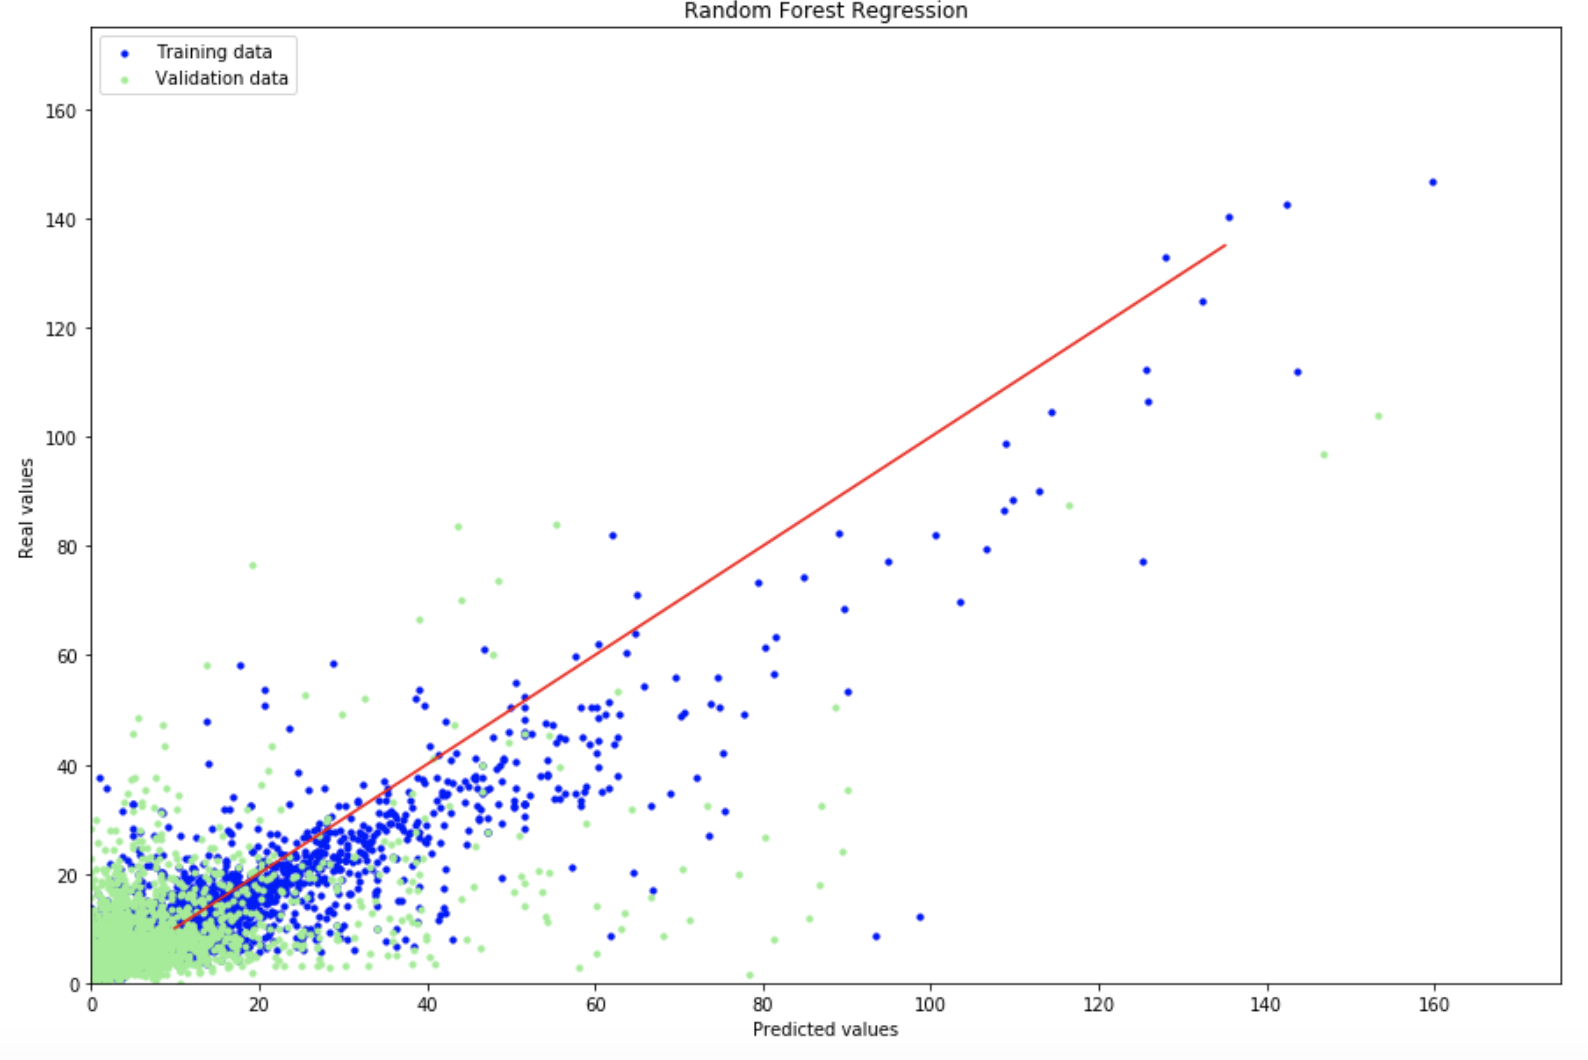 Random Forest Regression
Training data
Validation data
160
140
120
100
80
60
40
20
0
Real values
0 20 40 60 80 100 120 140 160
Predicted values